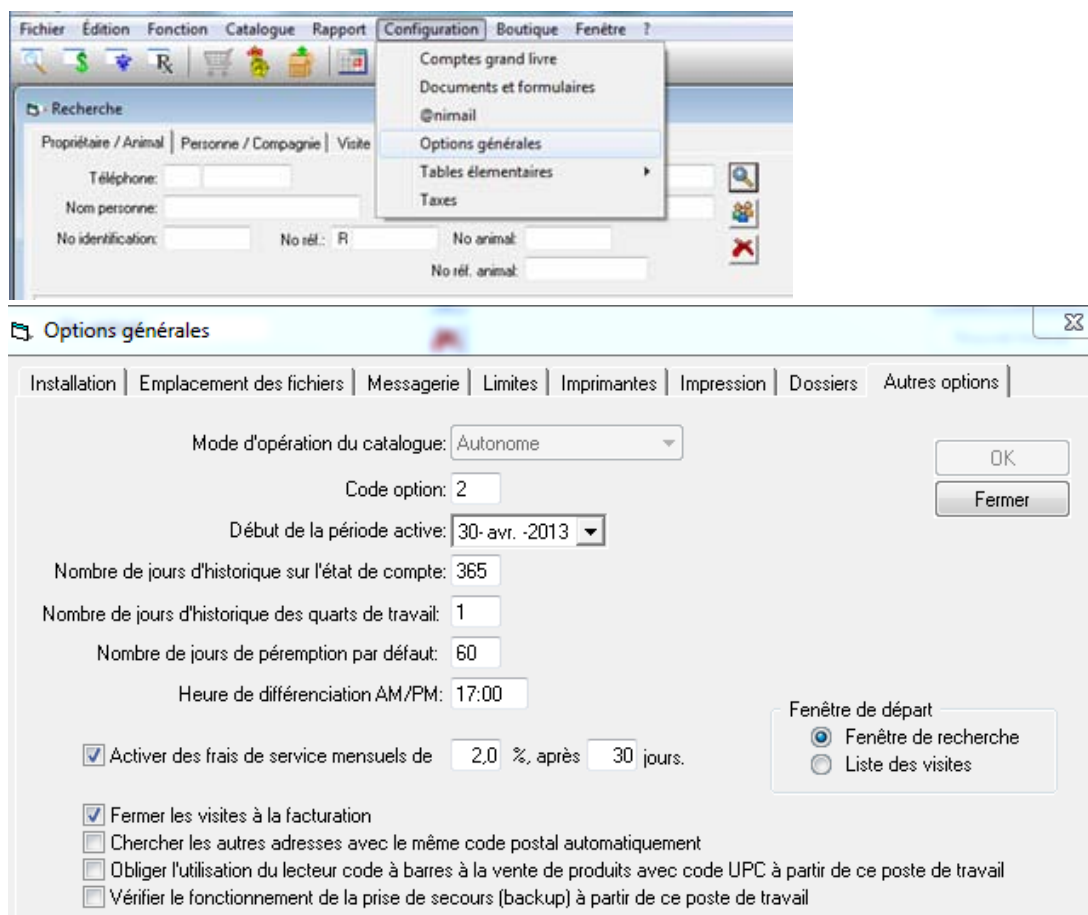 Fichier Édition Fonction Catalogue Rapport Configuration Boutique Fenêtre ?
Comptes grand livre
Documents et formulaires
@nimail
Options générales
Tables élementaires
Taxes
Recherche
Propriétaire / Animal Personne / Compagnie Visite
Téléphone:
Nom personne:
No identification: No réf.: R No animal:
No réf. animal:
Options générales
Installation Emplacement des fichiers Messagerie Limites Imprimantes Impression Dossiers Autres options
Mode d'opération du catalogue: Autonome
OK
Code option: 2
Fermer
Début de la période active: 30- avr. -2013
Nombre de jours d'historique sur l'état de compte: 365
Nombre de jours d'historique des quarts de travail: 1
Nombre de jours de péremption par défaut: 60
Heure de différenciation AM/PM: 17:00
Fenêtre de départ
Fenêtre de recherche
Liste des visites
Activer des frais de service mensuels de 2,0 %, après 30 jours.
Fermer les visites à la facturation
Chercher les autres adresses avec le même code postal automatiquement
Obliger l'utilisation du lecteur code à barres à la vente de produits avec code UPC à partir de ce poste de travail
Vérifier le fonctionnement de la prise de secours (backup) à partir de ce poste de travail